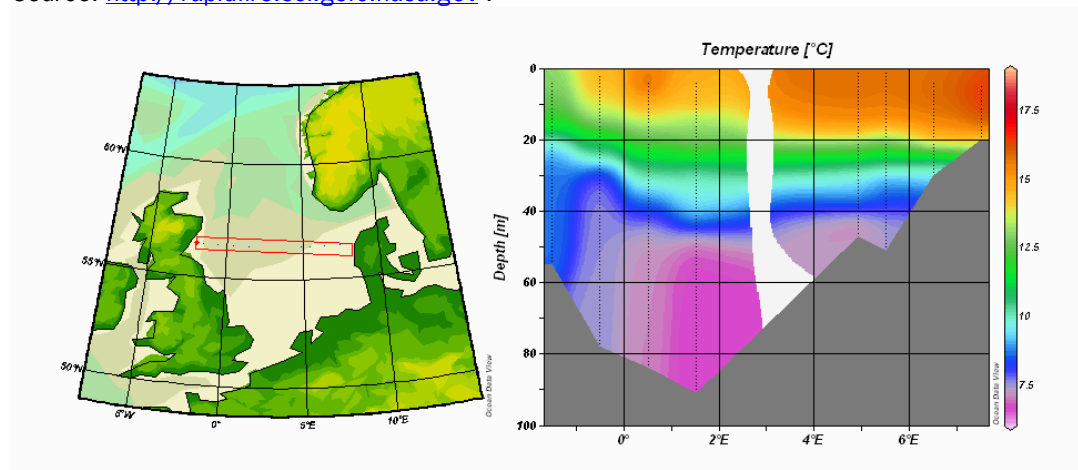 Temperature [°C]
0
20
40
60
80
100
Depth [m]
0°
2°E
4°E
6°E
17.5
15
12.5
10
7.5
Ocean Data View
60°N
55°N
50°N
5°W
0°
5°E
10°E
Ocean Data View